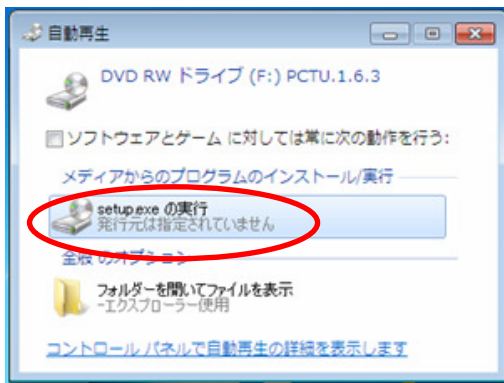 自動再生
DVD RW ドライブ (F:) PCTU.1.6.3
ソフトウェアとゲーム に対しては常に次の動作を行う:
メディアからのプログラムのインストール/実行
setup.exe の実行
発行元は指定されていません
全般 のオプション
フォルダーを開いてファイルを表示
-エクスプローラー使用
コントロール パネルで自動再生の詳細を表示します